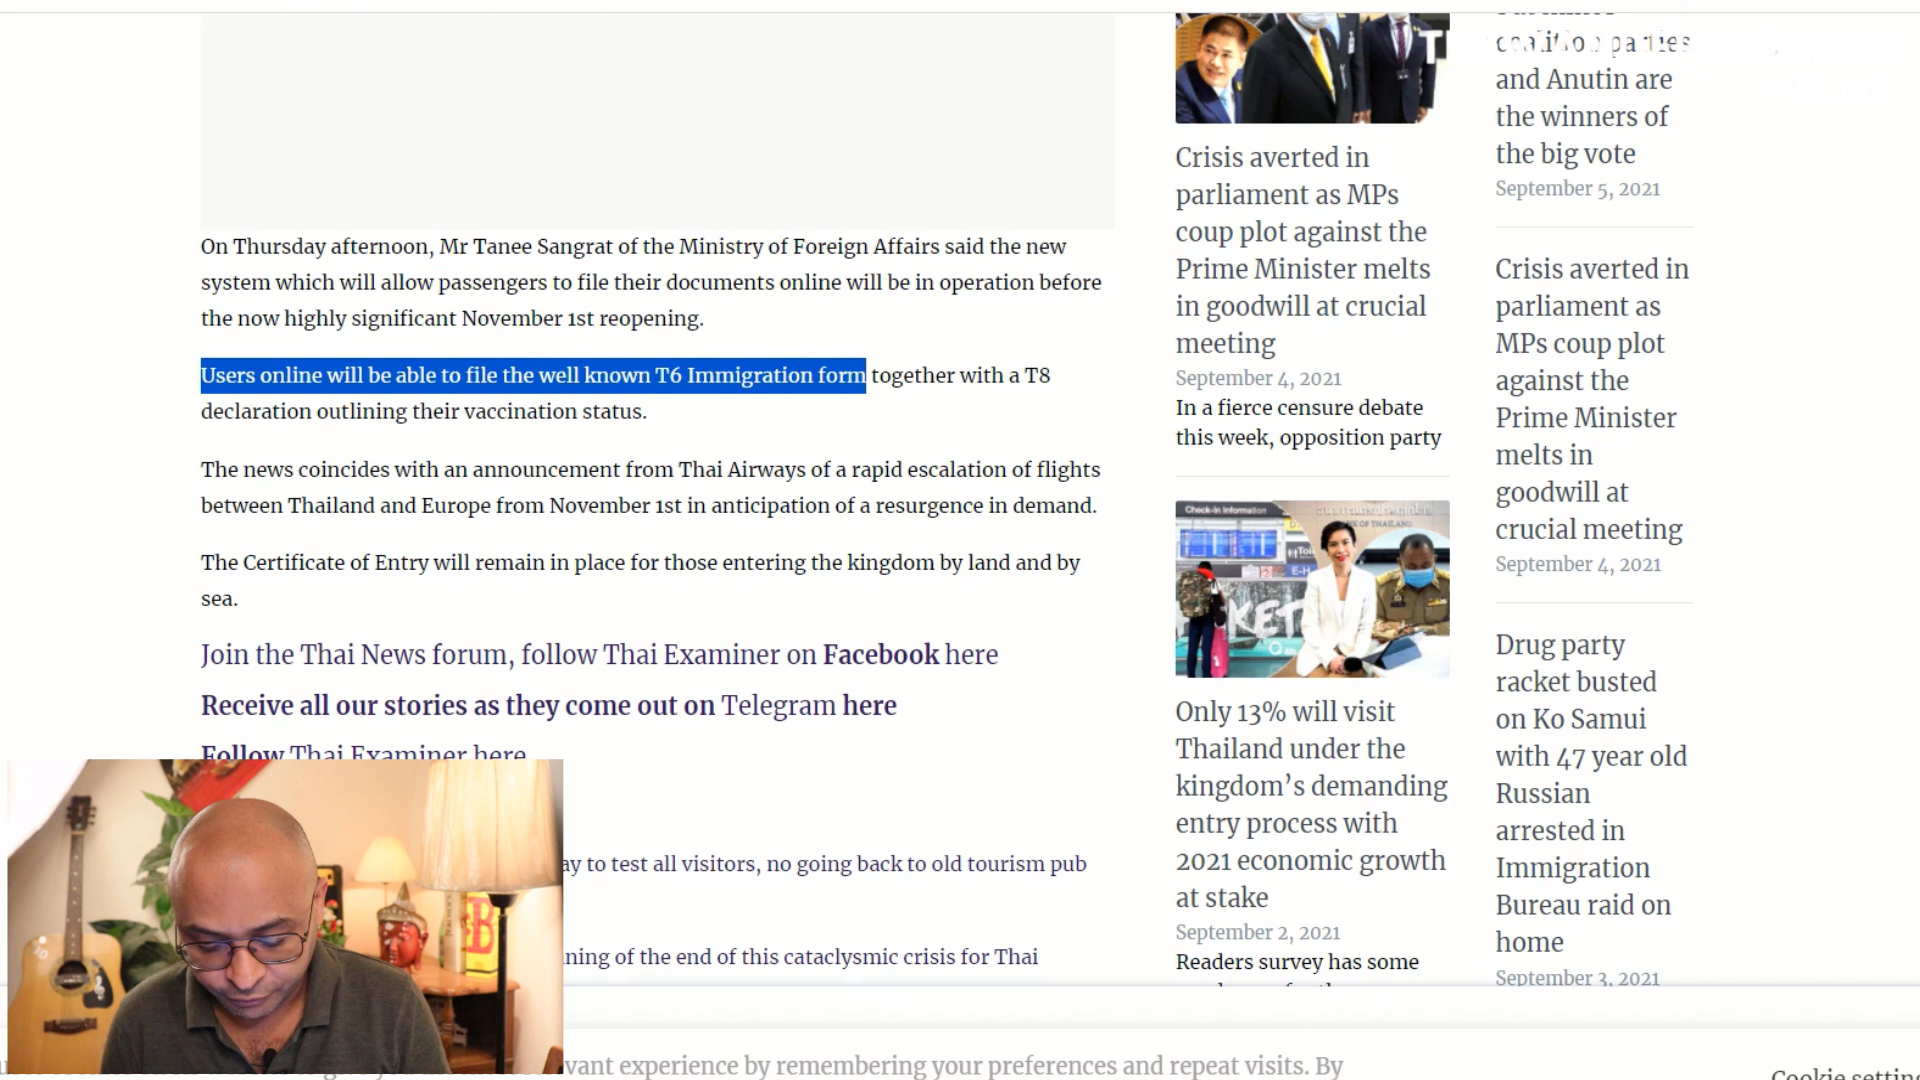 On Thursday afternoon, Mr Tanee Sangrat of the Ministry of Foreign Affairs said the new
system which will allow passengers to file their documents online will be in operation before
the now highly significant November 1st reopening.
Users online will be able to file the well known T6 Immigration form together with a T8
declaration outlining their vaccination status.
The news coincides with an announcement from Thai Airways of a rapid escalation of flights
between Thailand and Europe from November 1st in anticipation of a resurgence in demand.
The Certificate of Entry will remain in place for those entering the kingdom by land and by
sea.
Join the Thai News forum, follow Thai Examiner on Facebook here
Receive all our stories as they come out on Telegram here
Follow Thai Examiner here
ay to test all visitors, no going back to old tourism pub
ning of the end of this cataclysmic crisis for Thai
vant experience by remembering your preferences and repeat visits. By
Crisis averted in
parliament as MPs
coup plot against the
Prime Minister melts
in goodwill at crucial
meeting
September 4, 2021
In a fierce censure debate
this week, opposition party
Check-in Information
Only 13% will visit
Thailand under the
kingdom's demanding
entry process with
2021 economic growth
at stake
September 2, 2021
Readers survey has some
coalition parties
and Anutin are
the winners of
the big vote
September 5, 2021
Crisis averted in
parliament as
MPs coup plot
against the
Prime Minister
melts in
goodwill at
crucial meeting
September 4, 2021
Drug party
racket busted
on Ko Samui
with 47 year old
Russian
arrested in
Immigration
Bureau raid on
home
September 3, 2021
Cookie setting